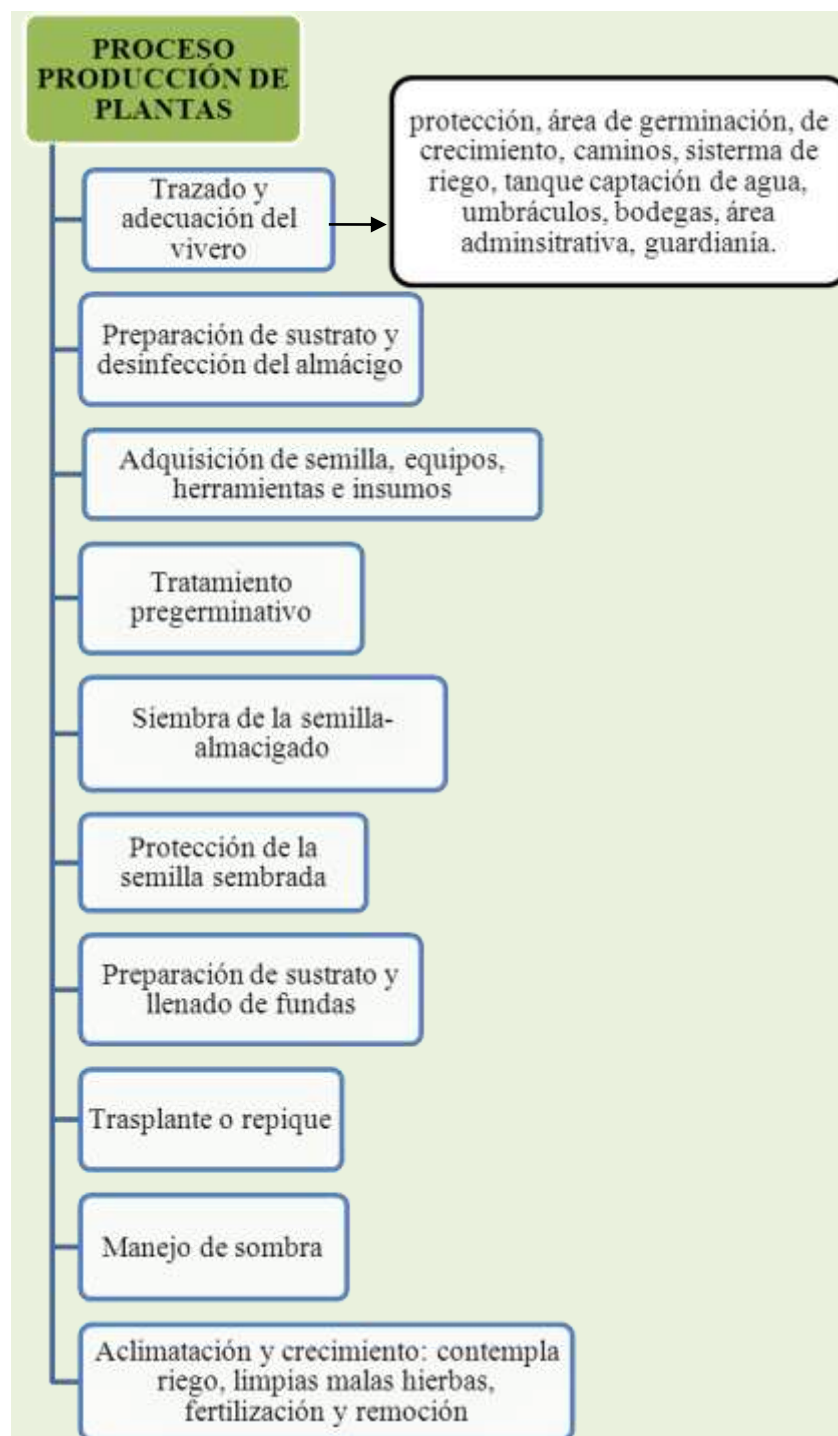 PROCESO
PRODUCCIÓN DE
PLANTAS
protección, área de germinación, de
crecimiento, caminos, sisterma de
riego, tanque captación de agua,
umbráculos, bodegas, área
adminsitrativa, guardianía.
Trazado y
adecuación del
vivero
Preparación de sustrato y
desinfección del almácigo
Adquisición de semilla, equipos,
herramientas e insumos
Tratamiento
pregerminativo
Siembra de la semilla-
almacigado
Protección de la
semilla sembrada
Preparación de sustrato y
llenado de fundas
Trasplante o repique
Manejo de sombra
Aclimatación y crecimiento: contempla
riego, limpias malas hierbas,
fertilización y remoción